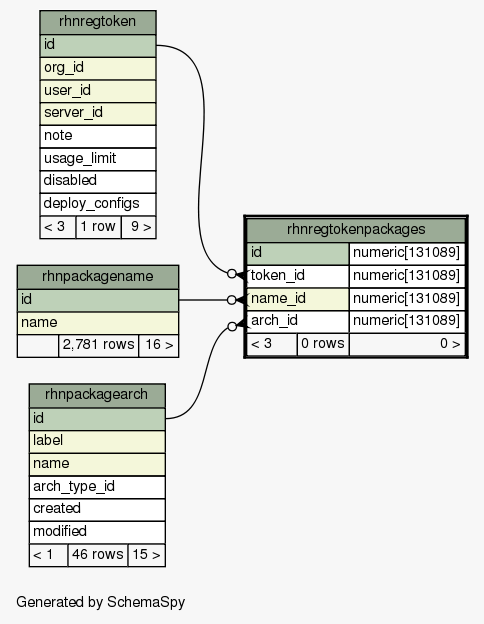 rhnregtoken
id
org_id
user_id
server_id
note
usage_limit
disabled
deploy_configs
< 3 1 row 9 >
rhnregtokenpackages
id numeric[131089]
token_id numeric[131089]
name_id numeric[131089]
arch_id numeric[131089]
< 3 0 rows 0 >
rhnpackagename
id
name
2,781 rows 16 >
rhnpackagearch
id
label
name
arch_type_id
created
modified
< 1 46 rows 15 >
Generated by SchemaSpy